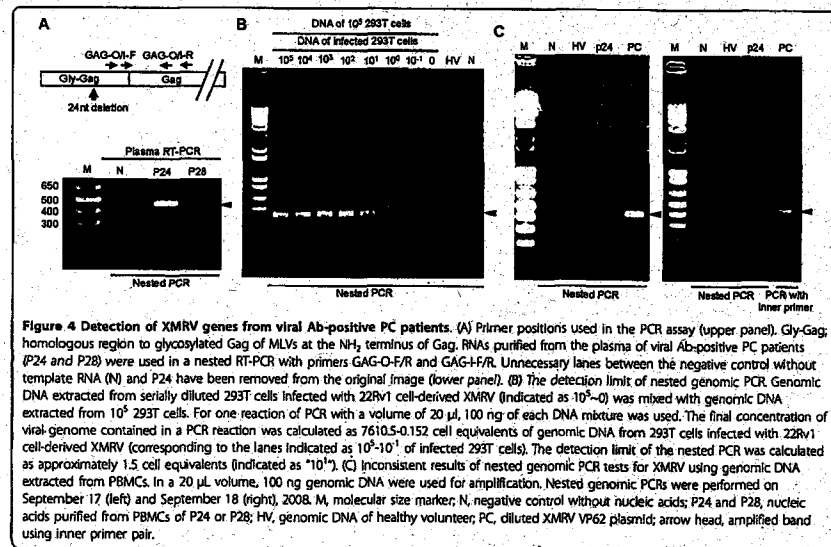 A
GAG-O/I-F GAG-O/I-R
Gly-Gag Gag
24nt deletion
Plasma RT-PCR
M N P24 P28
650
500
400
300
Nested PCR
B
DNA of 10⁵ 293T cells
DNA of infected 293T cells
M 10⁵ 10⁴ 10³ 10² 10¹ 10⁰ 10⁻¹ 0 HV N
Nested PCR
C
M N HV p24 PC
Nested PCR
M N HV p24 PC
Nested PCR PCR with
inner primer
Figure 4 Detection of XMRV genes from viral Ab-positive PC patients. (A) Primer positions used in the PCR assay (upper panel). Gly-Gag;
homologous region to glycosylated Gag of MLVs at the NH₂ terminus of Gag. RNAs purified from the plasma of viral Ab-positive PC patients
(P24 and P28) were used in a nested RT-PCR with primers GAG-O-F/R and GAG-I-F/R. Unnecessary lanes between the negative control without
template RNA (N) and P24 have been removed from the original image (lower panel). (B) The detection limit of nested genomic PCR. Genomic
DNA extracted from serially diluted 293T cells infected with 22Rv1 cell-derived XMRV (indicated as 10⁵~0) was mixed with genomic DNA
extracted from 10⁵ 293T cells. For one reaction of PCR with a volume of 20 μl, 100 ng of each DNA mixture was used. The final concentration of
viral genome contained in a PCR reaction was calculated as 7610.5-0.152 cell equivalents of genomic DNA from 293T cells infected with 22Rv1
cell-derived XMRV (corresponding to the lanes indicated as 10⁵-10⁻¹ of infected 293T cells). The detection limit of the nested PCR was calculated
as approximately 1.5 cell equivalents (indicated as "10¹"). (C) Inconsistent results of nested genomic PCR tests for XMRV using genomic DNA
extracted from PBMCs. In a 20 μL volume, 100 ng genomic DNA were used for amplification. Nested genomic PCRs were performed on
September 17 (left) and September 18 (right), 2008. M, molecular size marker; N, negative control without nucleic acids; P24 and P28, nucleic
acids purified from PBMCs of P24 or P28; HV, genomic DNA of healthy volunteer; PC, diluted XMRV VP62 plasmid; arrow head, amplified band
using inner primer pair.